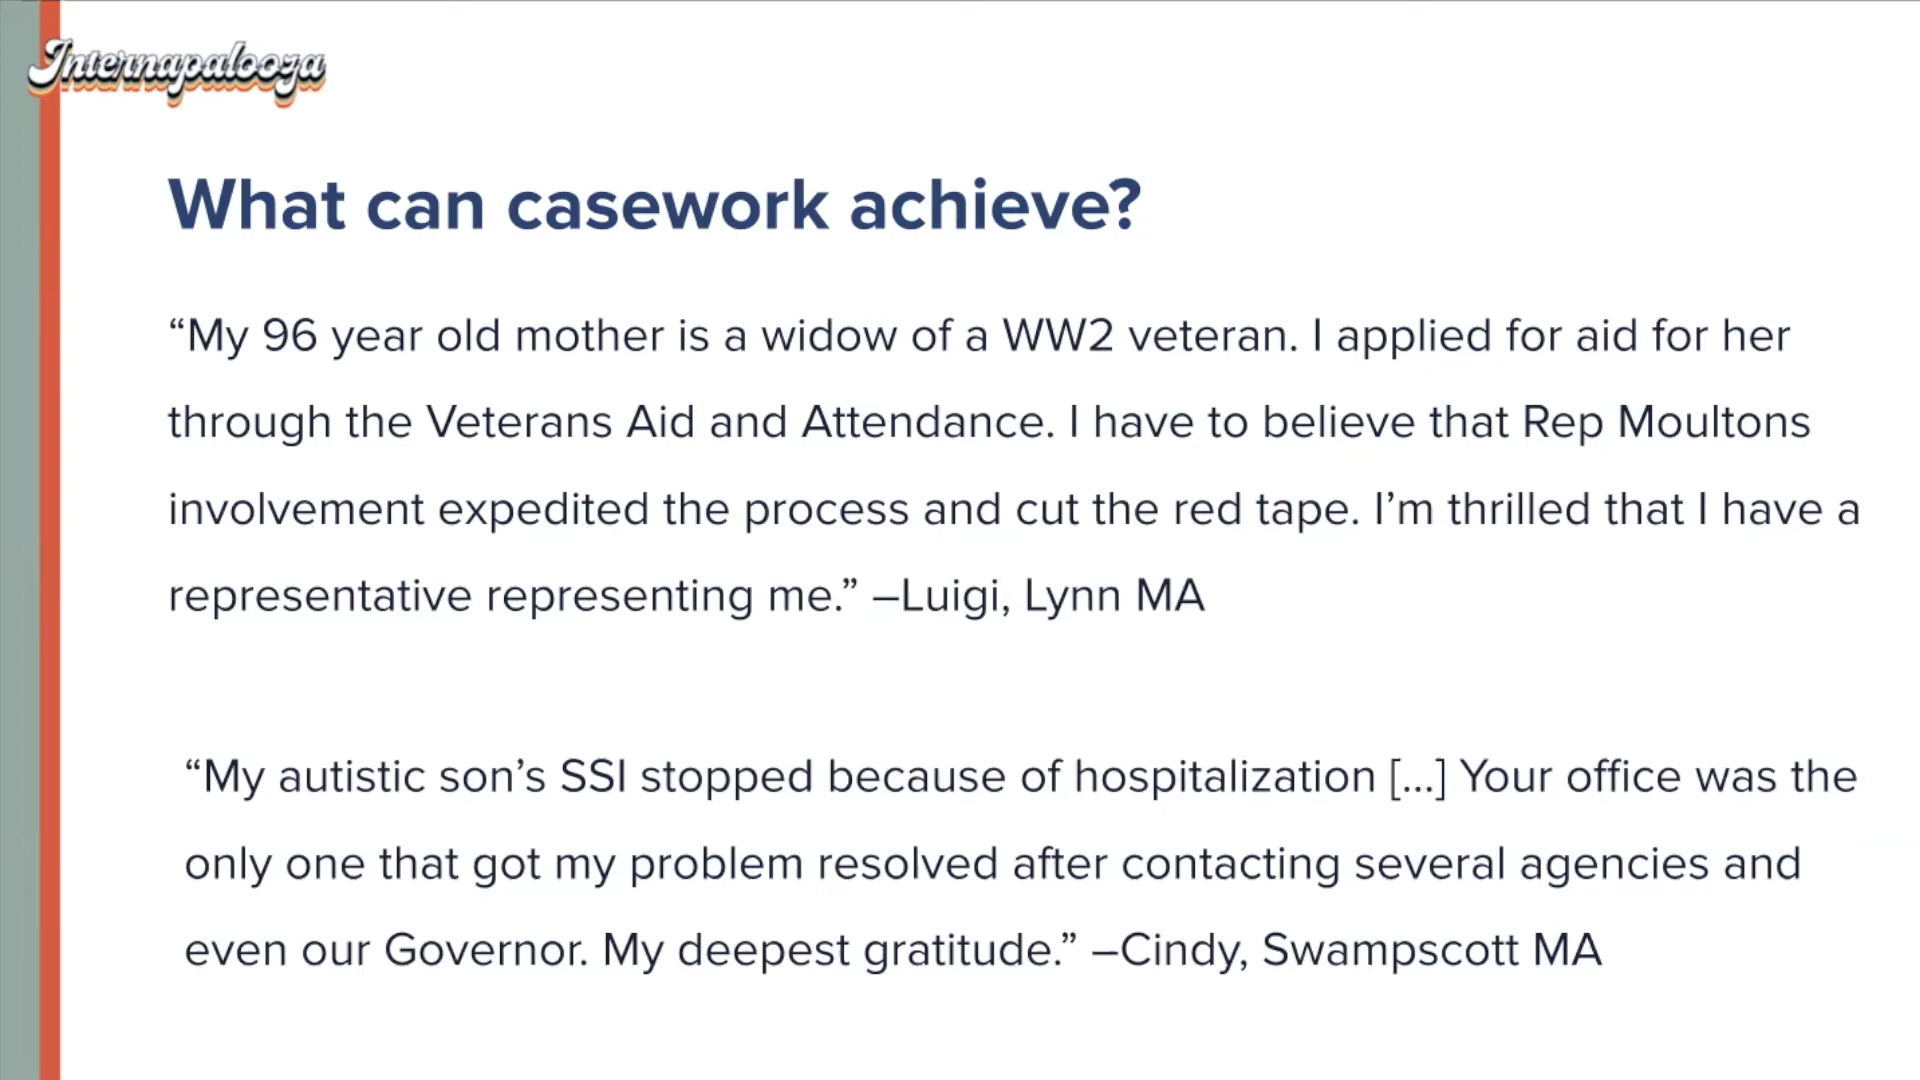 Internapalooza
What can casework achieve?
“My 96 year old mother is a widow of a WW2 veteran. I applied for aid for her
through the Veterans Aid and Attendance. I have to believe that Rep Moultons
involvement expedited the process and cut the red tape. I’m thrilled that I have a
representative representing me.” –Luigi, Lynn MA
“My autistic son’s SSI stopped because of hospitalization [...] Your office was the
only one that got my problem resolved after contacting several agencies and
even our Governor. My deepest gratitude.” –Cindy, Swampscott MA